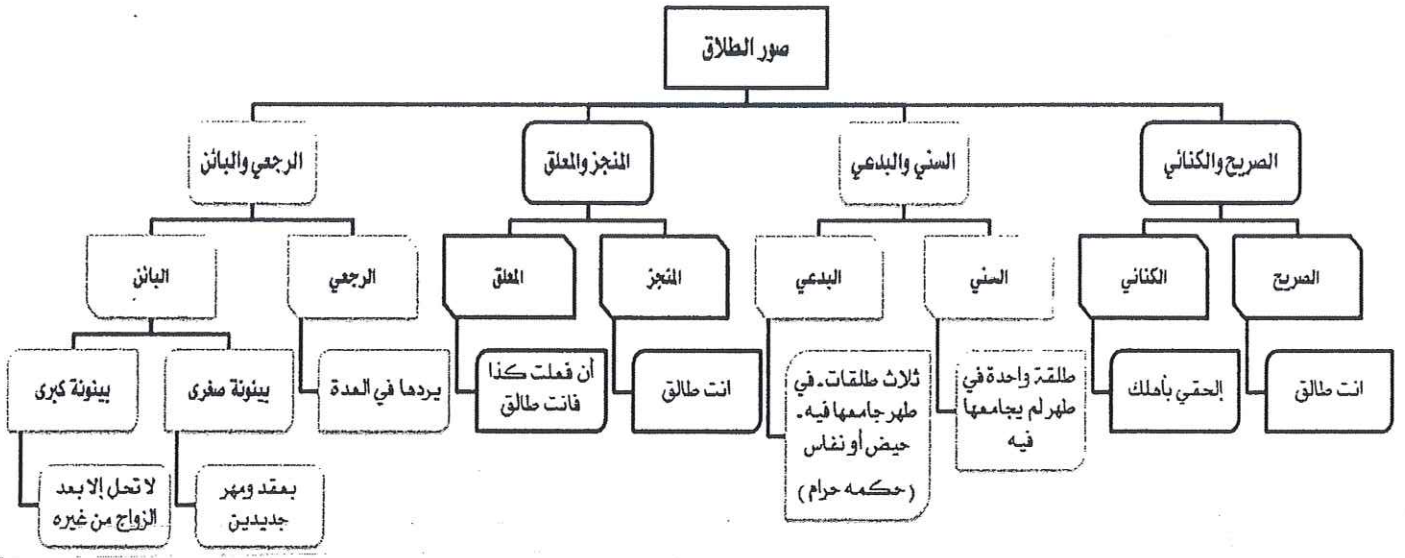 صور الطلاق
الصريح والكنائي
السني والبدعي
المنجز والمعلق
الرجعي والبائن
الصريح
الكنائي
السني
البدعي
المنجز
المعلق
الرجعي
البائن
انت طالق
إلحقي بأهلك
طلقة واحدة في
طهر لم يجامعها
فيه
ثلاث طلقات - في
طهر جامعها فيه -
حيض أو نفاس
(حكمه حرام)
انت طالق
أن فعلت كذا
فانت طالق
يردها في العدة
بينونة صغرى
بينونة كبرى
بعقد ومهر
جديدين
لا تحل إلا بعد
الزواج من غيره